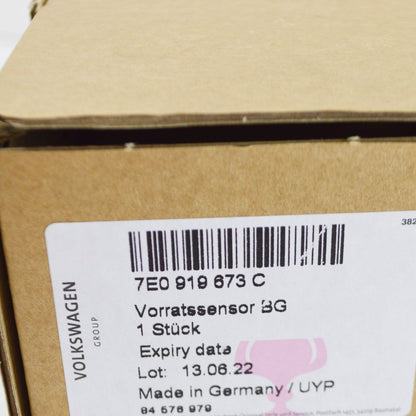 382
VOLKSWAGEN
GROUP
7E0 919 673 C
Vorratssensor BG
1 Stück
Expiry data
Lot: 13.06.22
Made in Germany / UYP
84 576 979